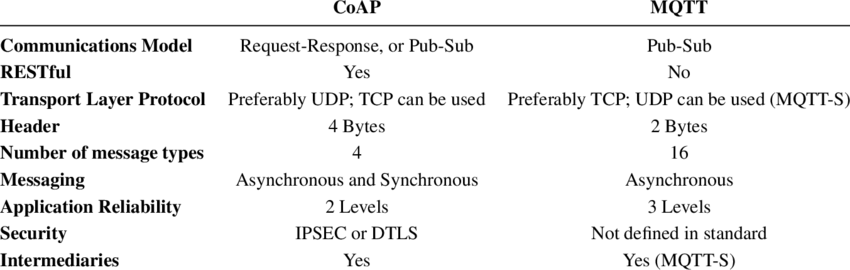 CoAP MQTT
Communications Model Request-Response, or Pub-Sub Pub-Sub
RESTful Yes No
Transport Layer Protocol Preferably UDP; TCP can be used Preferably TCP; UDP can be used (MQTT-S)
Header 4 Bytes 2 Bytes
Number of message types 4 16
Messaging Asynchronous and Synchronous Asynchronous
Application Reliability 2 Levels 3 Levels
Security IPSEC or DTLS Not defined in standard
Intermediaries Yes Yes (MQTT-S)